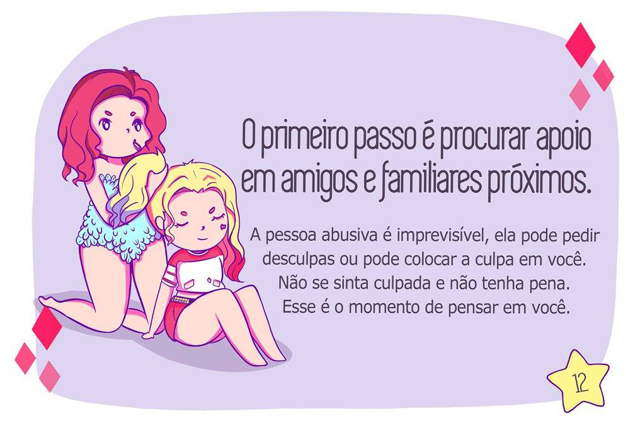 O primeiro passo é procurar apoio
em amigos e familiares próximos.
A pessoa abusiva é imprevisível, ela pode pedir
desculpas ou pode colocar a culpa em você.
Não se sinta culpada e não tenha pena.
Esse é o momento de pensar em você.
12